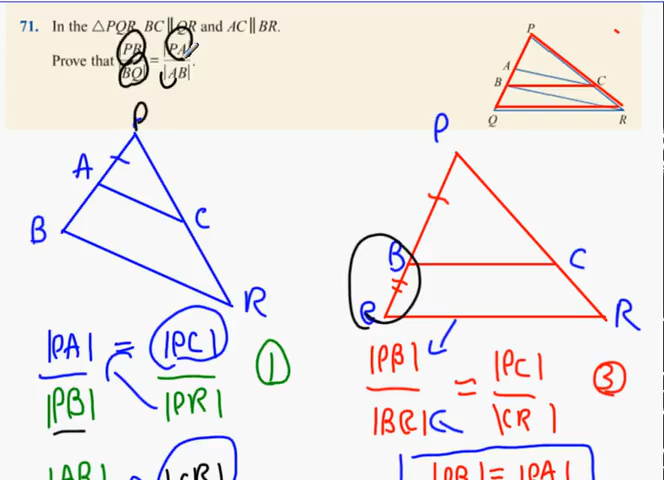 71. In the △PQR, BC ∥ QR and AC ∥ BR.
Prove that |PB| / |BQ| = |PA| / |AB|.
P
A
B
C
Q
R
P
A
B
C
R
P
B
C
Q
R
|PA| / |PB| = |PC| / |PR| ①
|PB| / |BQ| = |PC| / |CR| ③
|AB| |CR|
|PB| = |PA|